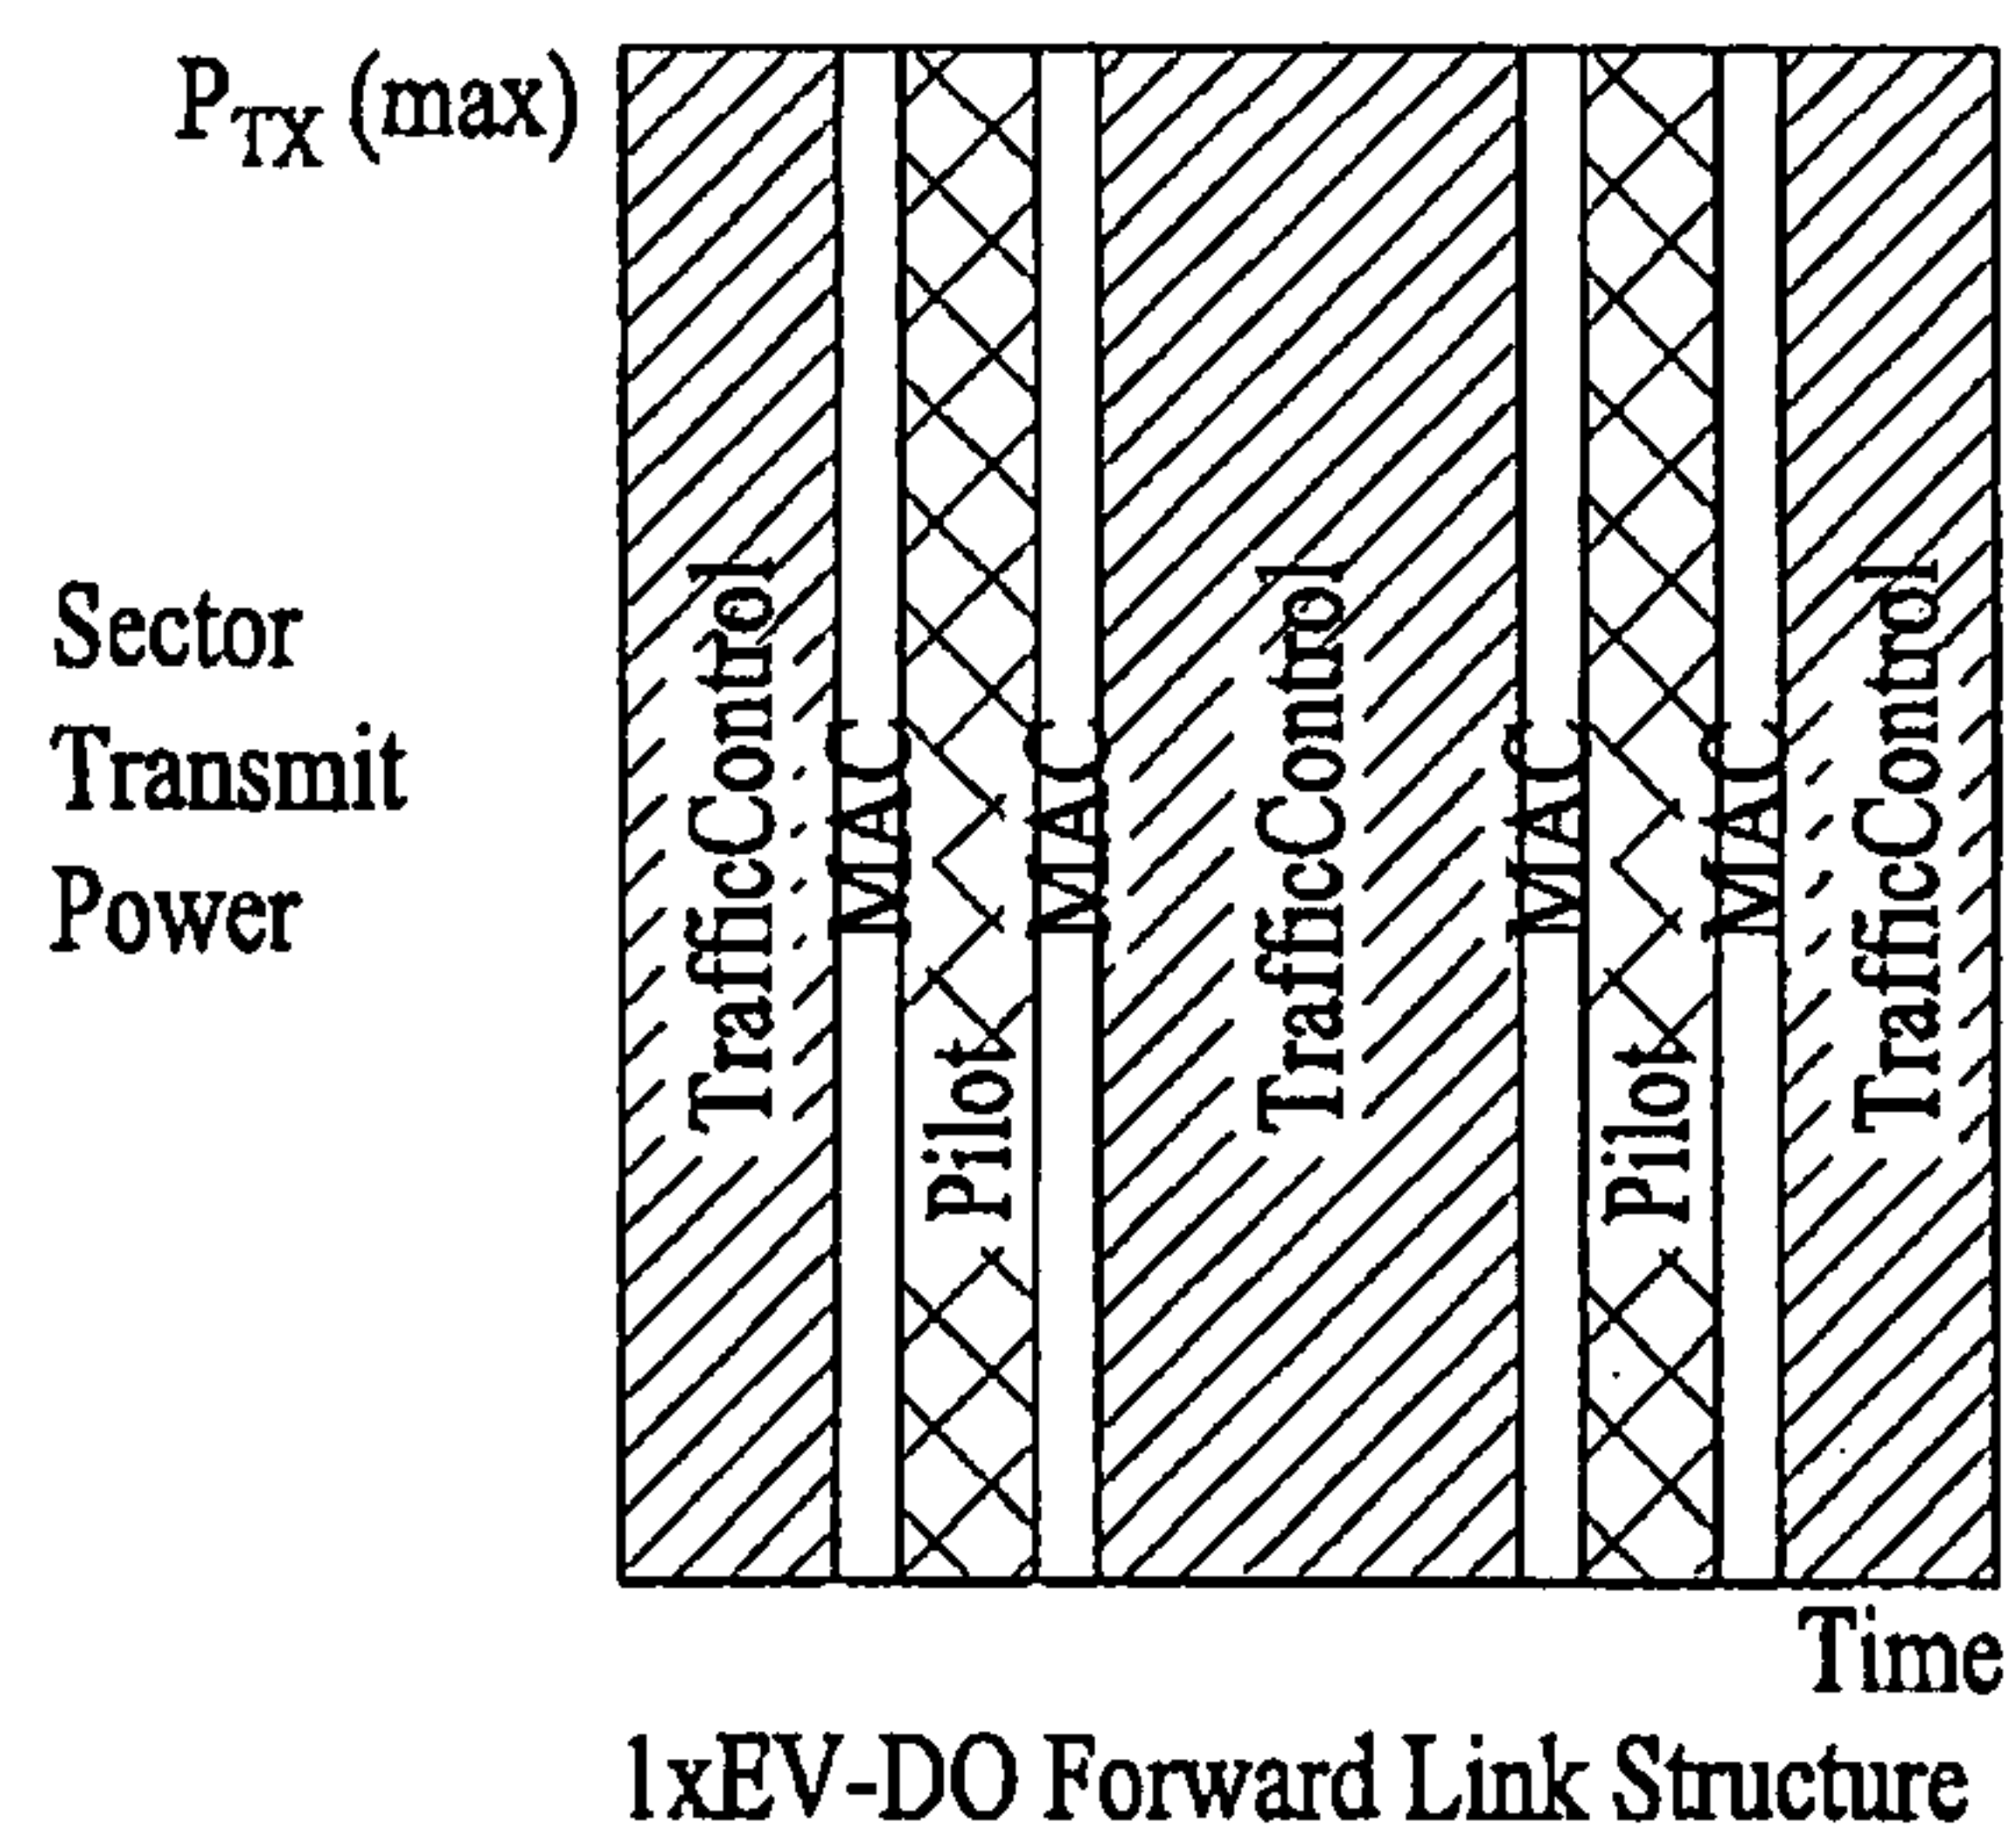 P_TX (max)
Sector
Transmit
Power
TrafficControl
MAC
Pilot
MAC
TrafficControl
MAC
Pilot
MAC
TrafficControl
Time
1xEV-DO Forward Link Structure